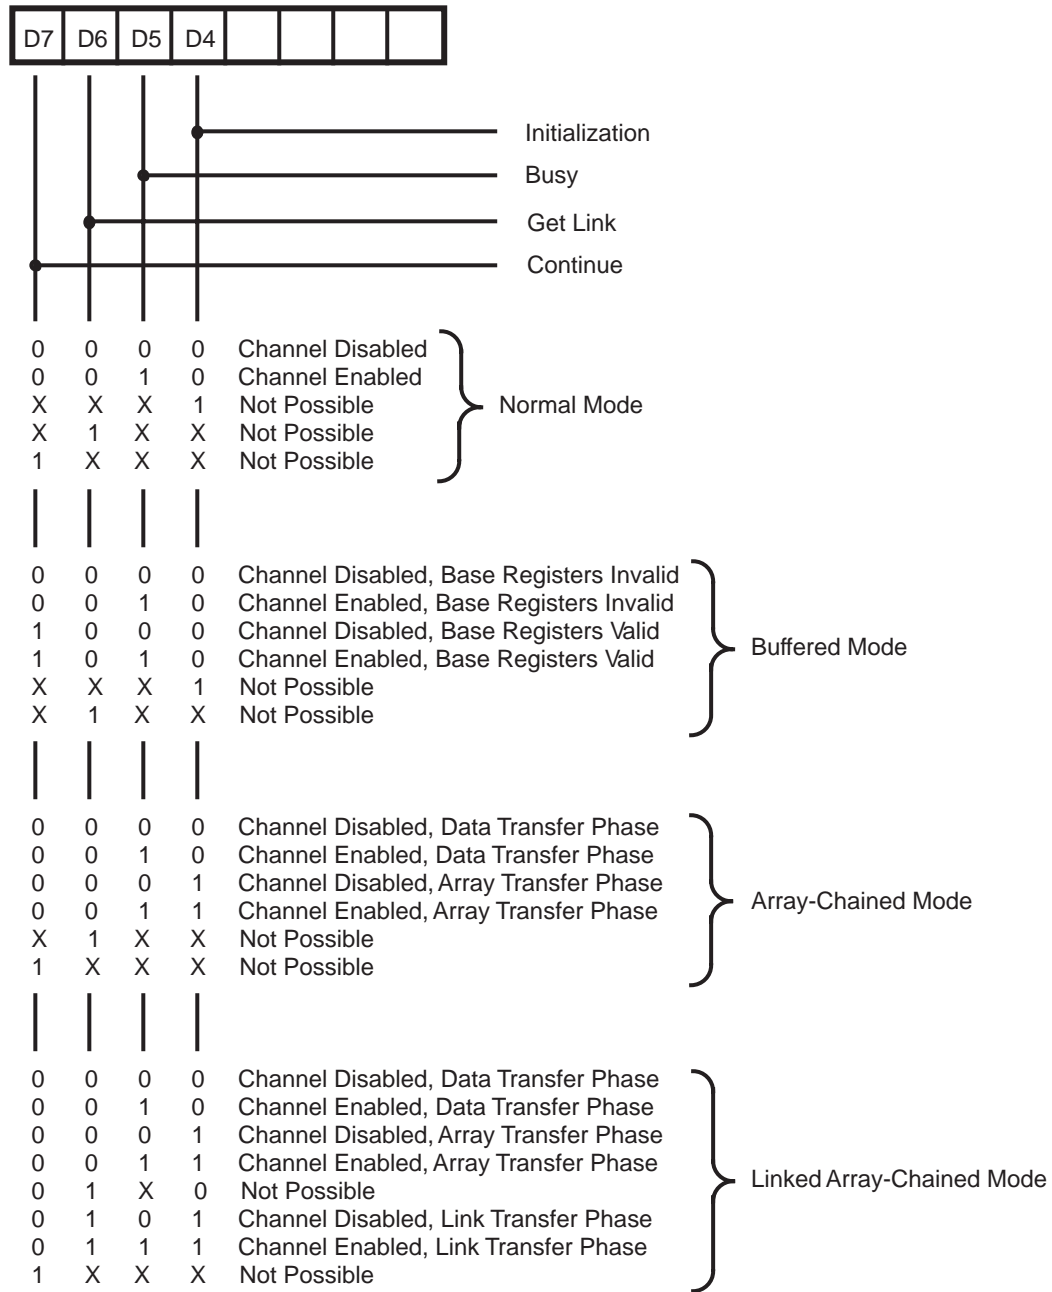 D7 D6 D5 D4
Initialization
Busy
Get Link
Continue
0 0 0 0 Channel Disabled
0 0 1 0 Channel Enabled
X X X 1 Not Possible
X 1 X X Not Possible
1 X X X Not Possible
Normal Mode
0 0 0 0 Channel Disabled, Base Registers Invalid
0 0 1 0 Channel Enabled, Base Registers Invalid
1 0 0 0 Channel Disabled, Base Registers Valid
1 0 1 0 Channel Enabled, Base Registers Valid
X X X 1 Not Possible
X 1 X X Not Possible
Buffered Mode
0 0 0 0 Channel Disabled, Data Transfer Phase
0 0 1 0 Channel Enabled, Data Transfer Phase
0 0 0 1 Channel Disabled, Array Transfer Phase
0 0 1 1 Channel Enabled, Array Transfer Phase
X 1 X X Not Possible
1 X X X Not Possible
Array-Chained Mode
0 0 0 0 Channel Disabled, Data Transfer Phase
0 0 1 0 Channel Enabled, Data Transfer Phase
0 0 0 1 Channel Disabled, Array Transfer Phase
0 0 1 1 Channel Enabled, Array Transfer Phase
0 1 X 0 Not Possible
0 1 0 1 Channel Disabled, Link Transfer Phase
0 1 1 1 Channel Enabled, Link Transfer Phase
1 X X X Not Possible
Linked Array-Chained Mode